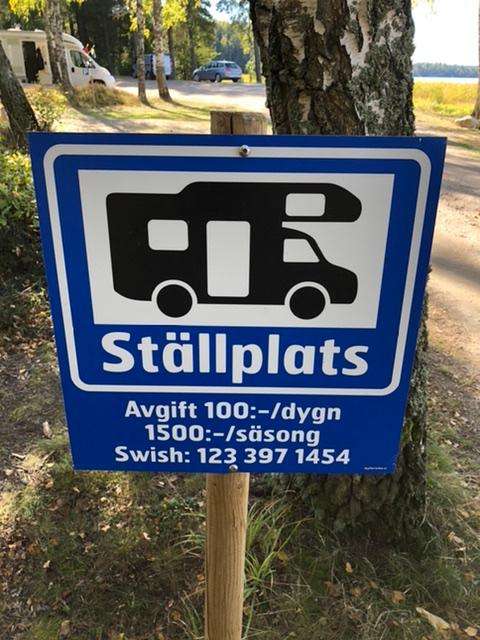 Ställplats
Avgift 100:-/dygn
1500:-/säsong
Swish: 123 397 1454